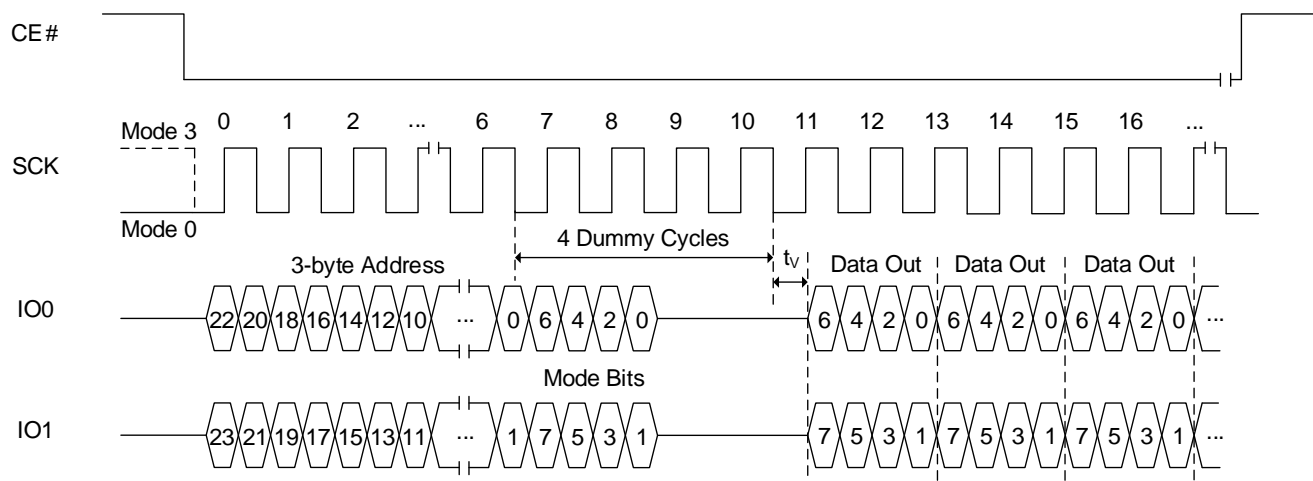 CE#
Mode 3 0 1 2 ... 6 7 8 9 10 11 12 13 14 15 16 ...
SCK
Mode 0
4 Dummy Cycles
3-byte Address tV Data Out Data Out Data Out
IO0 22 20 18 16 14 12 10 ... 0 6 4 2 0 6 4 2 0 6 4 2 0 6 4 2 0 ...
Mode Bits
IO1 23 21 19 17 15 13 11 ... 1 7 5 3 1 7 5 3 1 7 5 3 1 7 5 3 1 ...